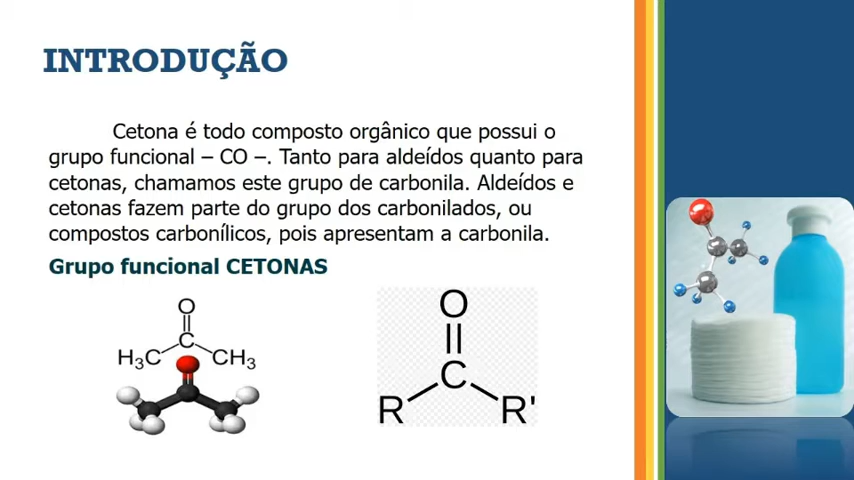 INTRODUÇÃO
Cetona é todo composto orgânico que possui o
grupo funcional – CO –. Tanto para aldeídos quanto para
cetonas, chamamos este grupo de carbonila. Aldeídos e
cetonas fazem parte do grupo dos carbonilados, ou
compostos carbonílicos, pois apresentam a carbonila.
Grupo funcional CETONAS
O
C
H₃C CH₃
O
C
R R'